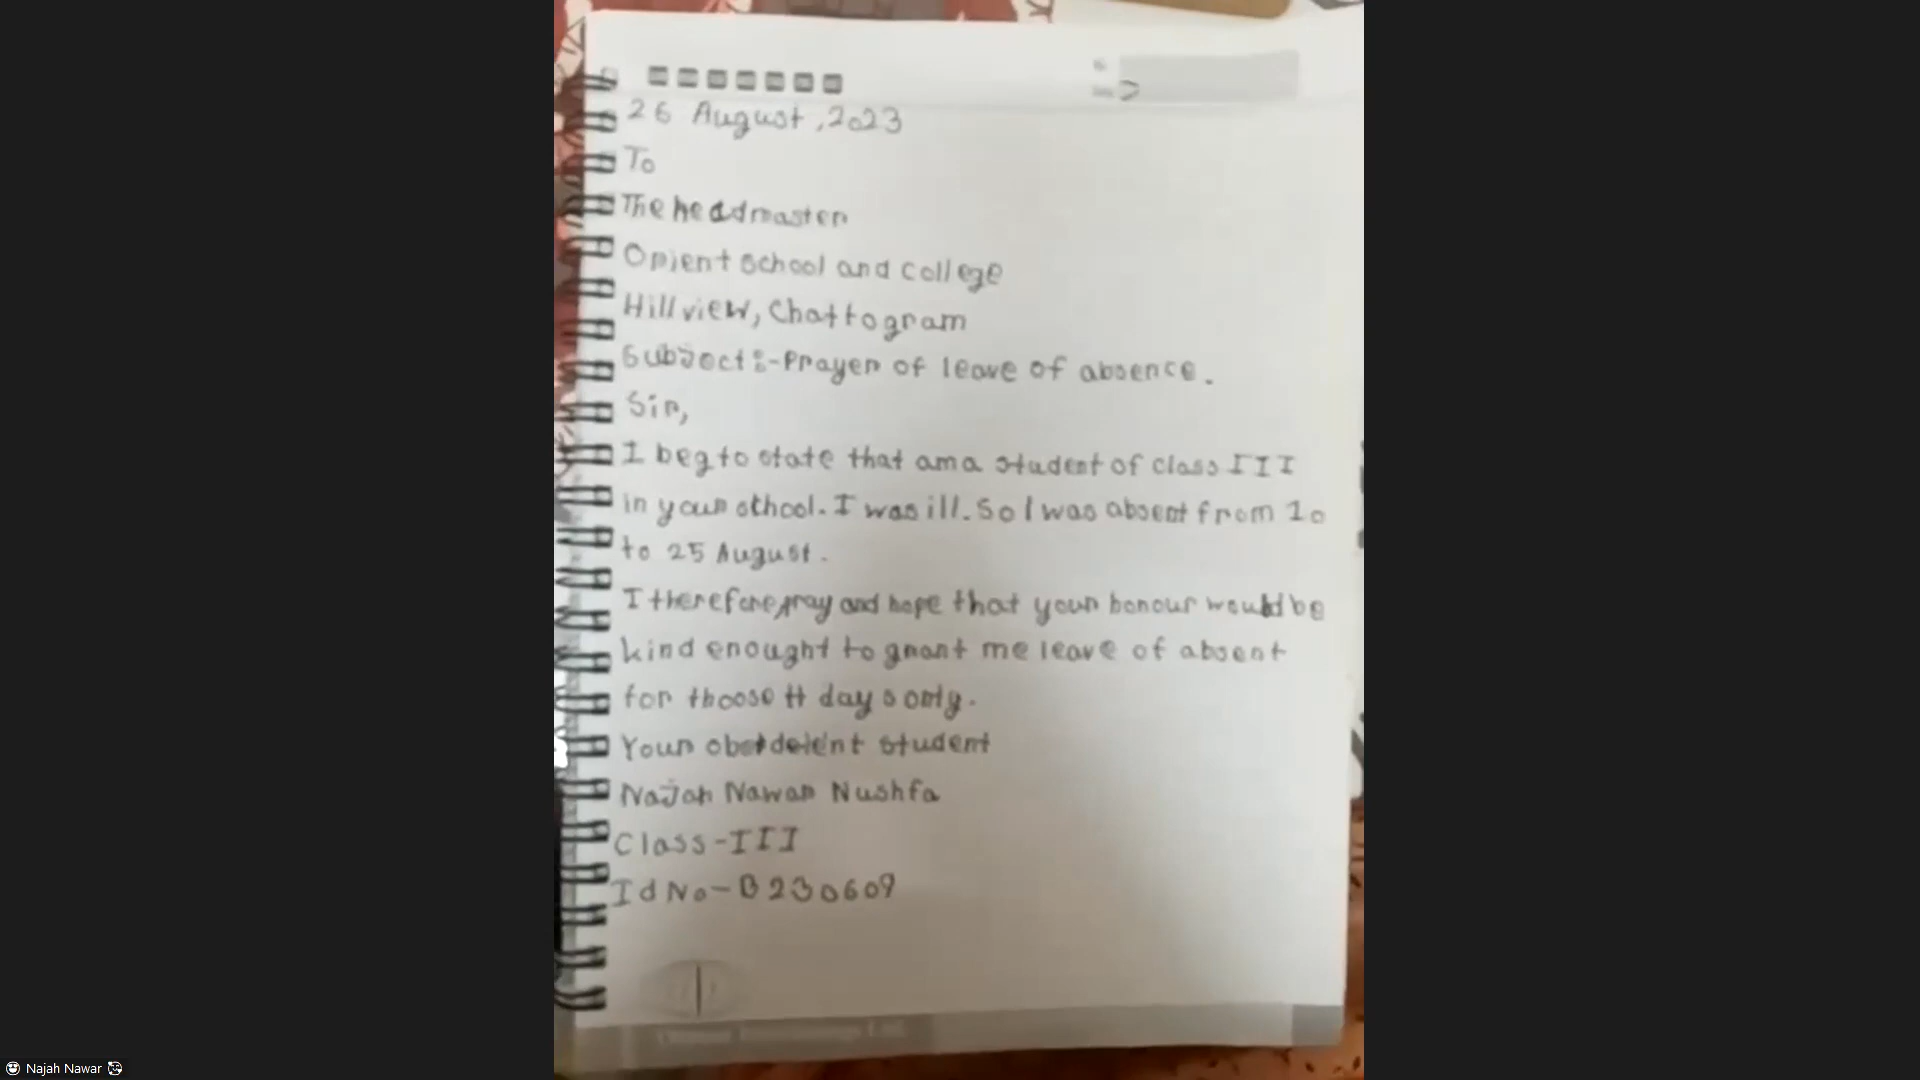 26 August,2023
To
The headmaster
Orient school and college
Hill view, Chattogram
Subject:-Prayer of leave of absence.
Sir,
I beg to state that am a student of class III
in your school. I was ill. So I was absent from 10
to 25 August.
I therefore, pray and hope that your honour would be
kind enought to grant me leave of absent
for thoose days only.
Your student
Najah Nawar Nushfa
Class-III
Id No-B230609
Najah Nawar